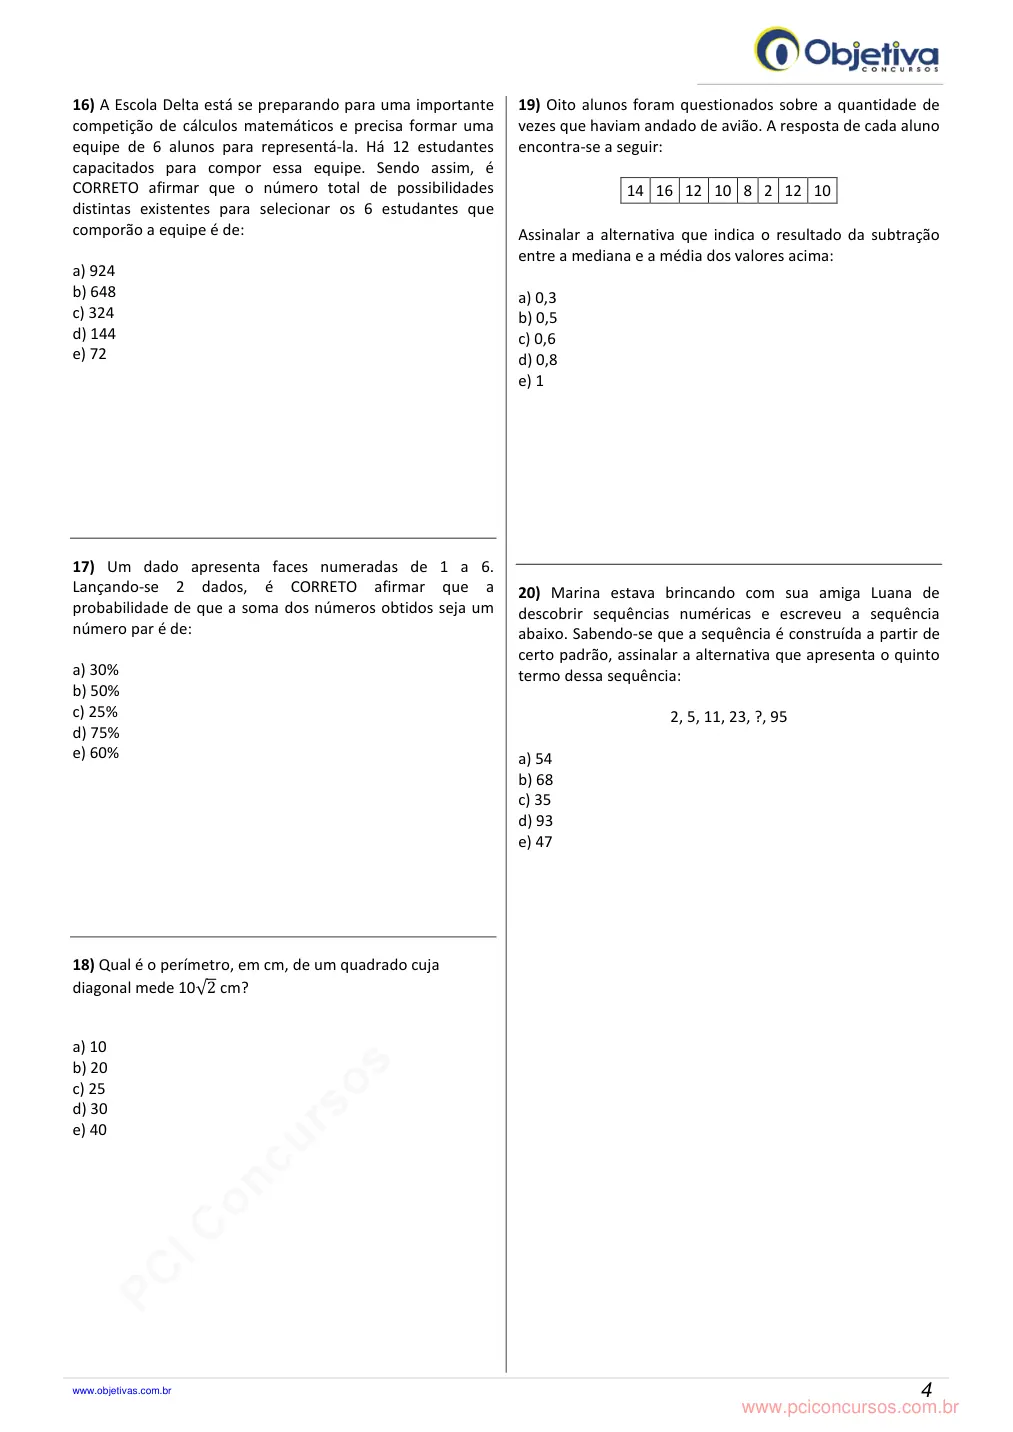 Objetiva
CONCURSOS
16) A Escola Delta está se preparando para uma importante
competição de cálculos matemáticos e precisa formar uma
equipe de 6 alunos para representá-la. Há 12 estudantes
capacitados para compor essa equipe. Sendo assim, é
CORRETO afirmar que o número total de possibilidades
distintas existentes para selecionar os 6 estudantes que
comporão a equipe é de:
a) 924
b) 648
c) 324
d) 144
e) 72
17) Um dado apresenta faces numeradas de 1 a 6.
Lançando-se 2 dados, é CORRETO afirmar que a
probabilidade de que a soma dos números obtidos seja um
número par é de:
a) 30%
b) 50%
c) 25%
d) 75%
e) 60%
18) Qual é o perímetro, em cm, de um quadrado cuja
diagonal mede 10√2 cm?
a) 10
b) 20
c) 25
d) 30
e) 40
19) Oito alunos foram questionados sobre a quantidade de
vezes que haviam andado de avião. A resposta de cada aluno
encontra-se a seguir:
14 16 12 10 8 2 12 10
Assinalar a alternativa que indica o resultado da subtração
entre a mediana e a média dos valores acima:
a) 0,3
b) 0,5
c) 0,6
d) 0,8
e) 1
20) Marina estava brincando com sua amiga Luana de
descobrir sequências numéricas e escreveu a sequência
abaixo. Sabendo-se que a sequência é construída a partir de
certo padrão, assinalar a alternativa que apresenta o quinto
termo dessa sequência:
2, 5, 11, 23, ?, 95
a) 54
b) 68
c) 35
d) 93
e) 47
PCI Concursos
www.objetivas.com.br
4
www.pciconcursos.com.br